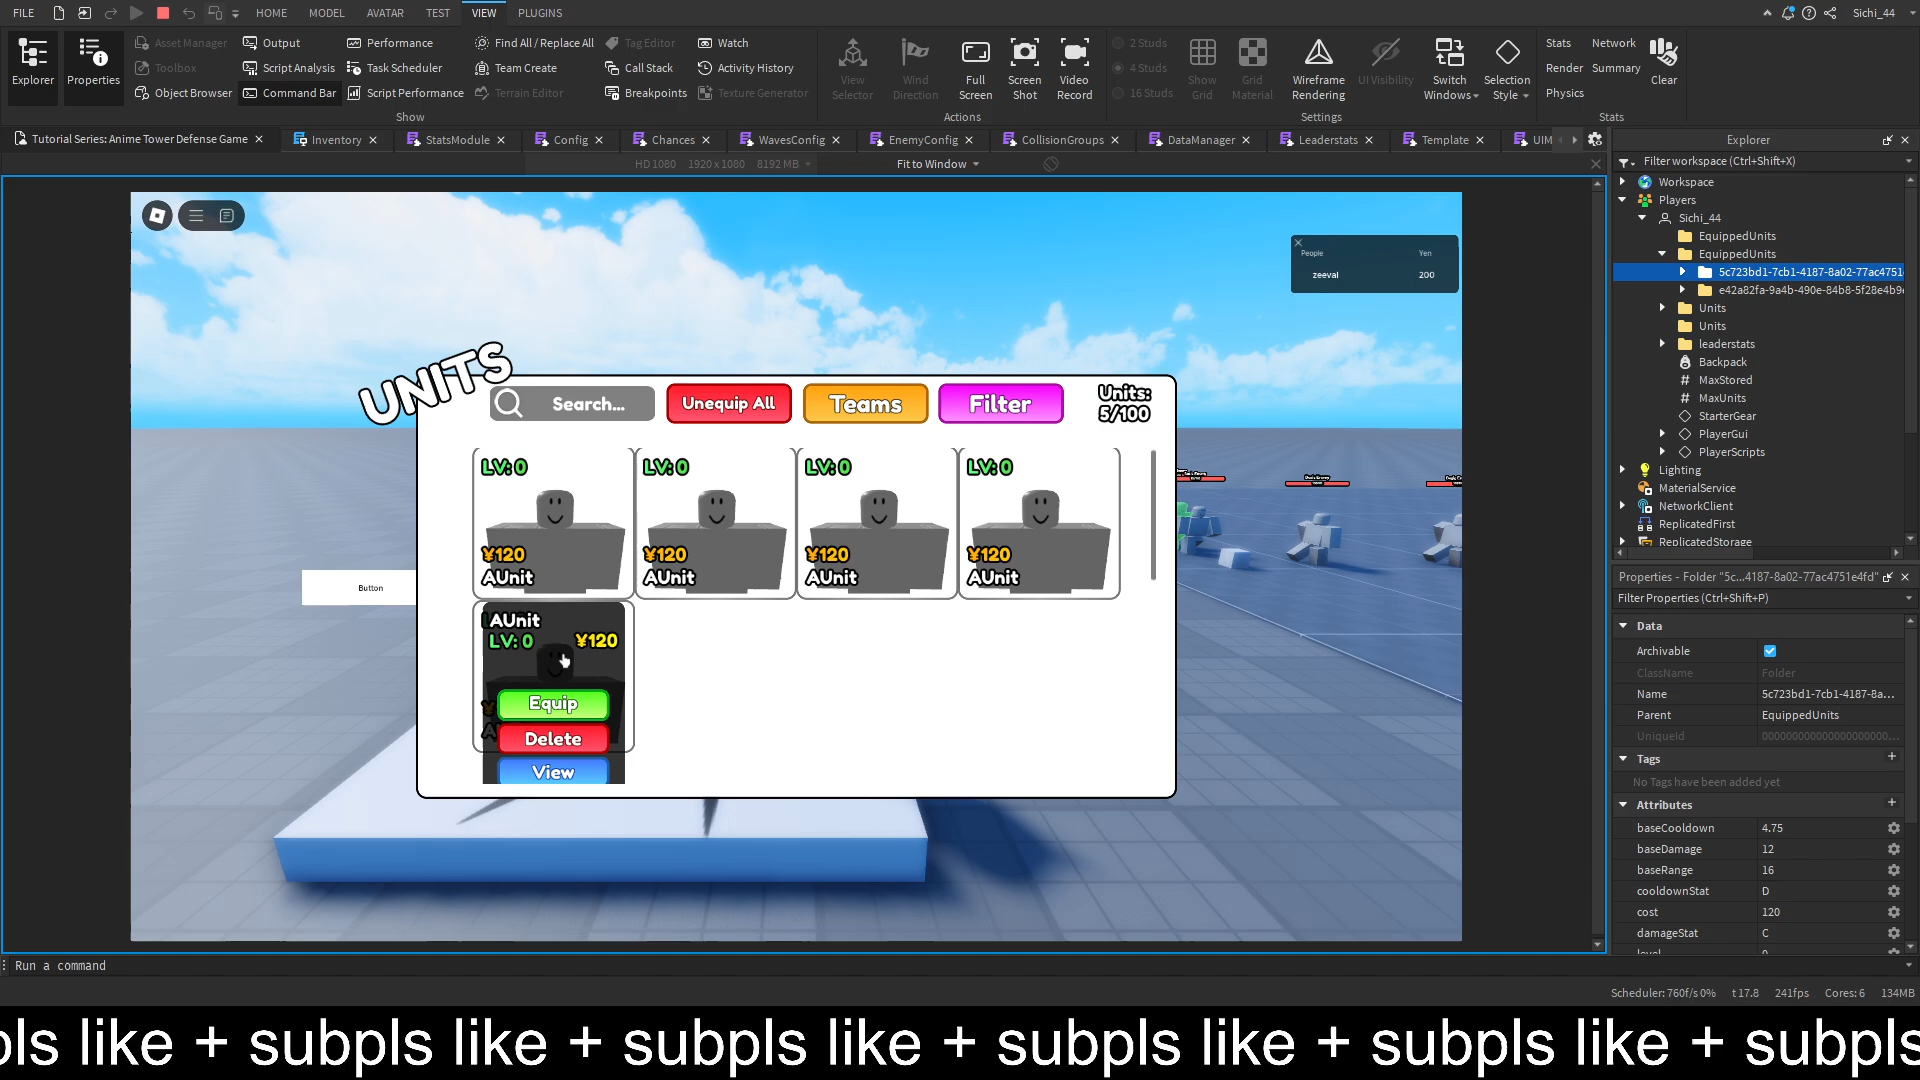 FILE HOME MODEL AVATAR TEST VIEW PLUGINS Sichi_44
Explorer
Properties
Asset Manager
Toolbox
Object Browser
Output
Script Analysis
Command Bar
Performance
Task Scheduler
Script Performance
Find All / Replace All
Team Create
Terrain Editor
Tag Editor
Call Stack
Breakpoints
Watch
Activity History
Texture Generator
Show
View Selector
Wind Direction
Full Screen
Screen Shot
Video Record
Actions
2 Studs
4 Studs
16 Studs
Show Grid
Grid Material
Wireframe Rendering
UI Visibility
Switch Windows
Selection Style
Settings
Stats
Network
Render
Summary
Physics
Clear
Stats
Tutorial Series: Anime Tower Defense Game
Inventory
StatsModule
Config
Chances
WavesConfig
EnemyConfig
CollisionGroups
DataManager
Leaderstats
Template
UIM
HD 1080 1920 x 1080 8192 MB
Fit to Window
People Yen
zeeval 200
UNITS
Search...
Unequip All
Teams
Filter
Units:
5/100
LV: 0 LV: 0 LV: 0 LV: 0
¥120 ¥120 ¥120 ¥120
AUnit AUnit AUnit AUnit
Button
AUnit
LV: 0 ¥120
Equip
Delete
View
Explorer
Filter workspace (Ctrl+Shift+X)
Workspace
Players
Sichi_44
EquippedUnits
EquippedUnits
5c723bd1-7cb1-4187-8a02-77ac4751
e42a82fa-9a4b-490e-84b8-5f28e4b9
Units
Units
leaderstats
Backpack
MaxStored
MaxUnits
StarterGear
PlayerGui
PlayerScripts
Lighting
MaterialService
NetworkClient
ReplicatedFirst
ReplicatedStorage
Properties - Folder "5c...4187-8a02-77ac4751e4fd"
Filter Properties (Ctrl+Shift+P)
Data
Archivable
ClassName Folder
Name 5c723bd1-7cb1-4187-8a...
Parent EquippedUnits
UniqueId 00000000000000000000...
Tags
No Tags have been added yet
Attributes
baseCooldown 4.75
baseDamage 12
baseRange 16
cooldownStat D
cost 120
damageStat C
level 0
Run a command
Scheduler: 760f/s 0% t 17.8 241fps Cores: 6 134MB
pls like + subpls like + subpls like + subpls like + subpls like + subpls